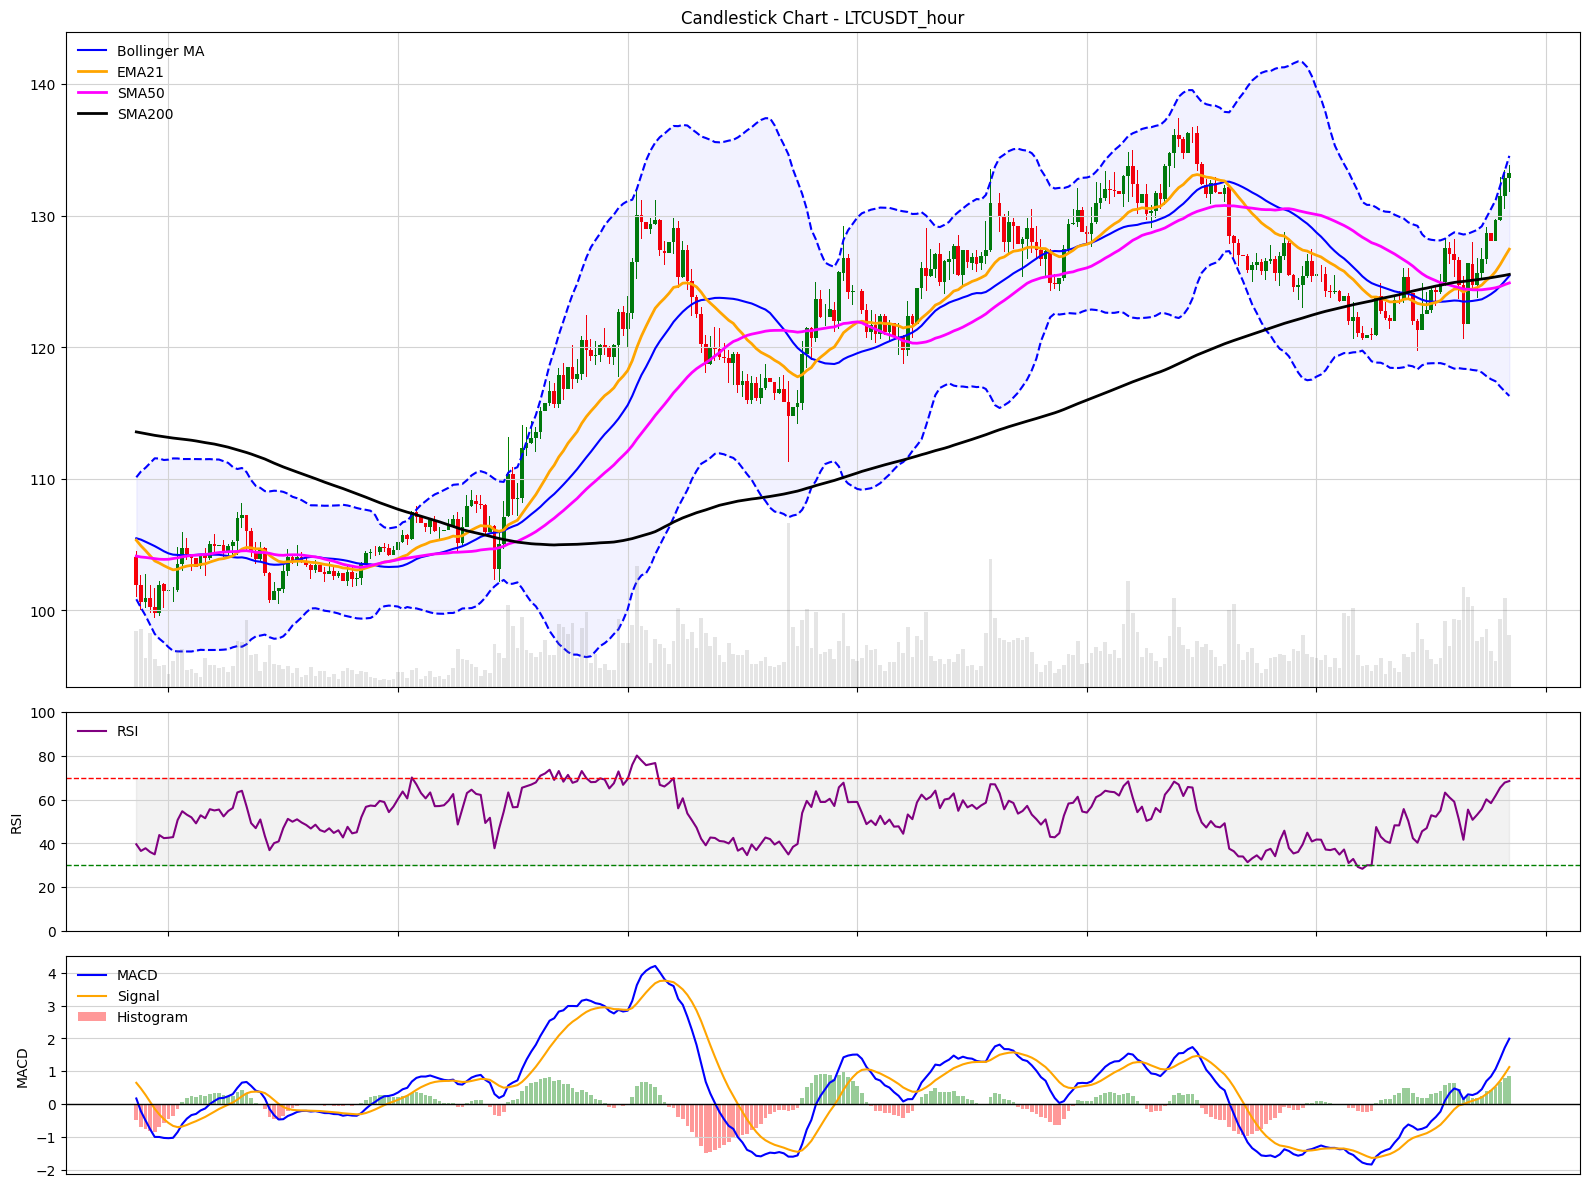 Candlestick Chart - LTCUSDT_hour
Bollinger MA
EMA21
SMA50
SMA200
140
130
120
110
100
RSI
100
80
60
40
20
0
RSI
MACD
Signal
Histogram
4
3
2
1
0
−1
−2
MACD